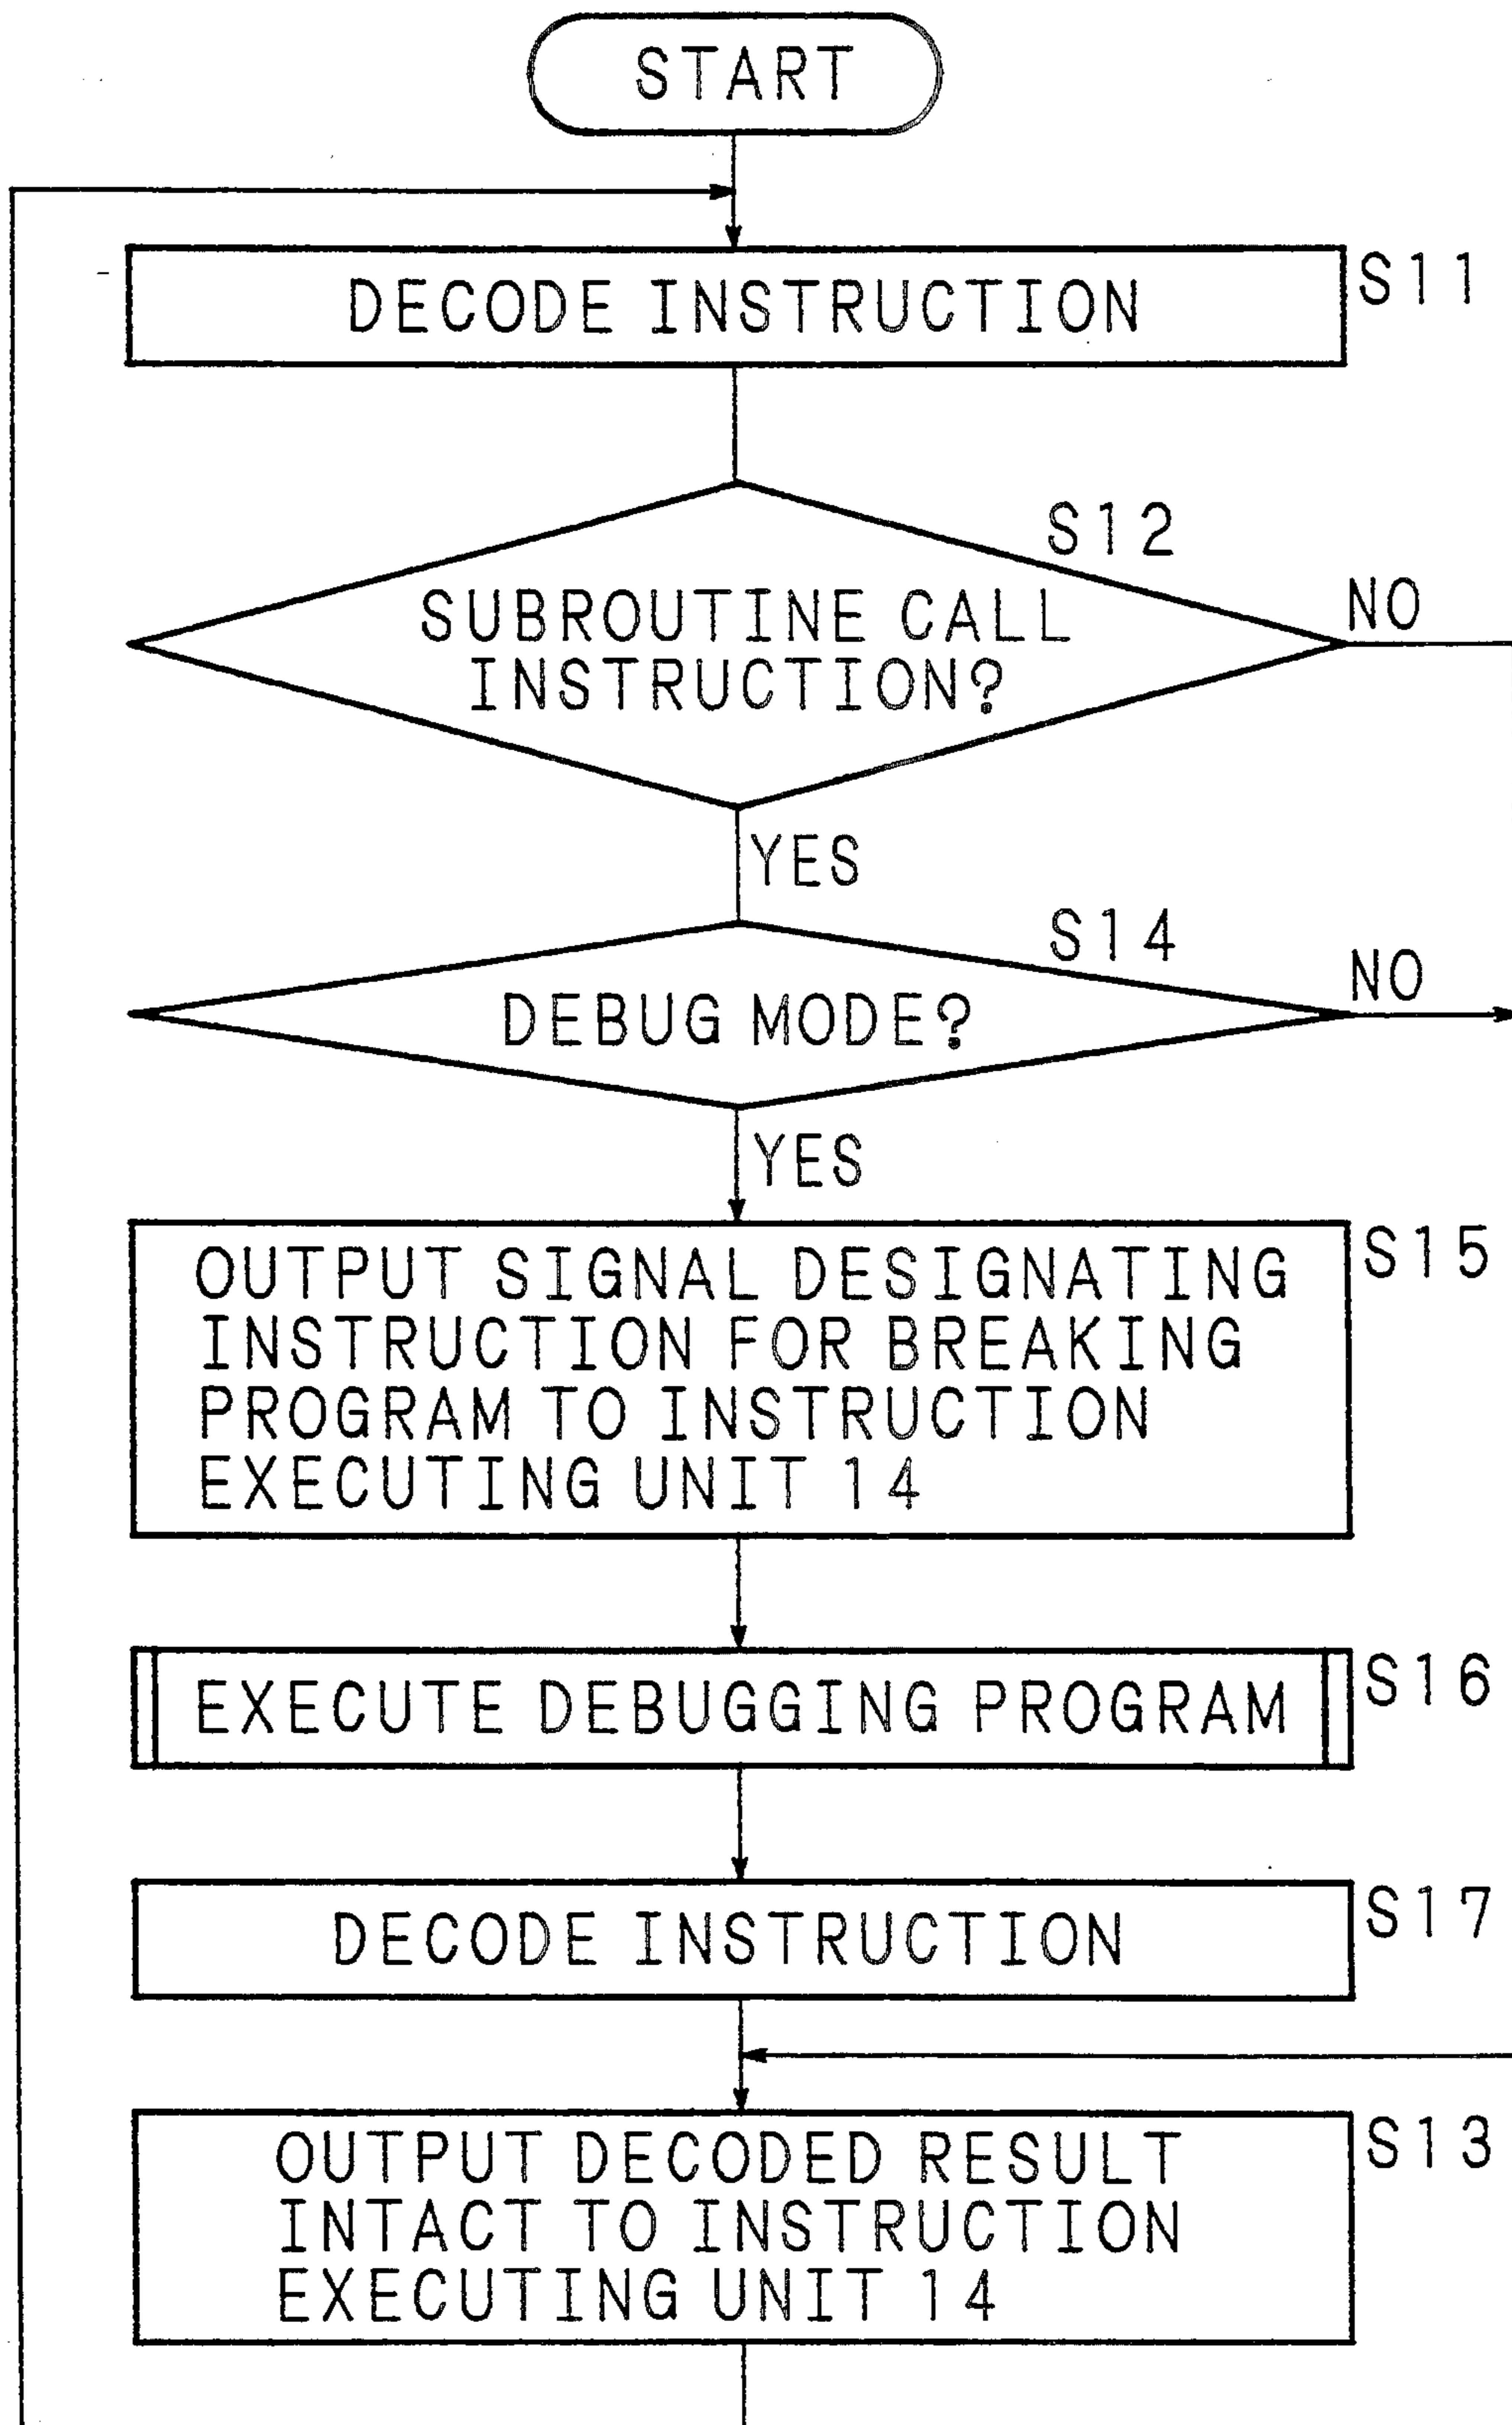 START
DECODE INSTRUCTION
S11
S12
SUBROUTINE CALL
INSTRUCTION?
NO
YES
S14
DEBUG MODE?
NO
YES
OUTPUT SIGNAL DESIGNATING
INSTRUCTION FOR BREAKING
PROGRAM TO INSTRUCTION
EXECUTING UNIT 14
S15
EXECUTE DEBUGGING PROGRAM
S16
DECODE INSTRUCTION
S17
OUTPUT DECODED RESULT
INTACT TO INSTRUCTION
EXECUTING UNIT 14
S13